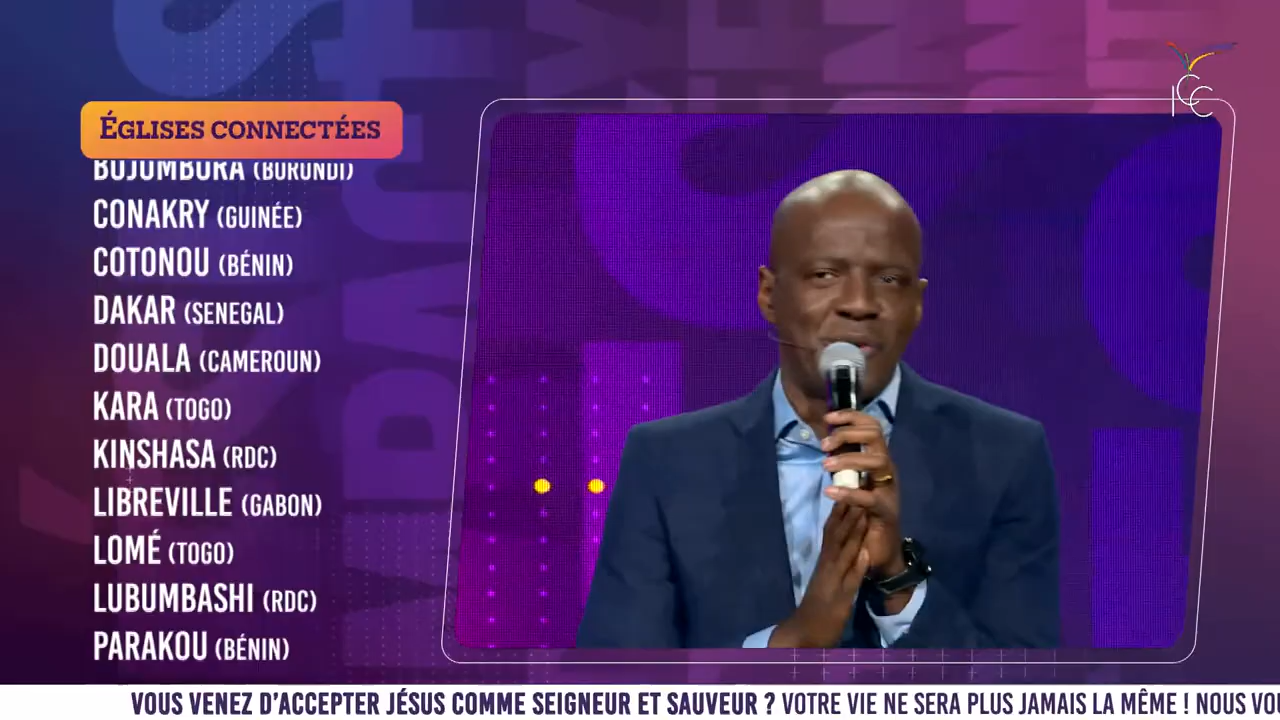 ICC
ÉGLISES CONNECTÉES
BUJUMBURA (BURUNDI)
CONAKRY (GUINÉE)
COTONOU (BÉNIN)
DAKAR (SENEGAL)
DOUALA (CAMEROUN)
KARA (TOGO)
KINSHASA (RDC)
LIBREVILLE (GABON)
LOMÉ (TOGO)
LUBUMBASHI (RDC)
PARAKOU (BÉNIN)
VOUS VENEZ D'ACCEPTER JÉSUS COMME SEIGNEUR ET SAUVEUR ? VOTRE VIE NE SERA PLUS JAMAIS LA MÊME ! NOUS VOU